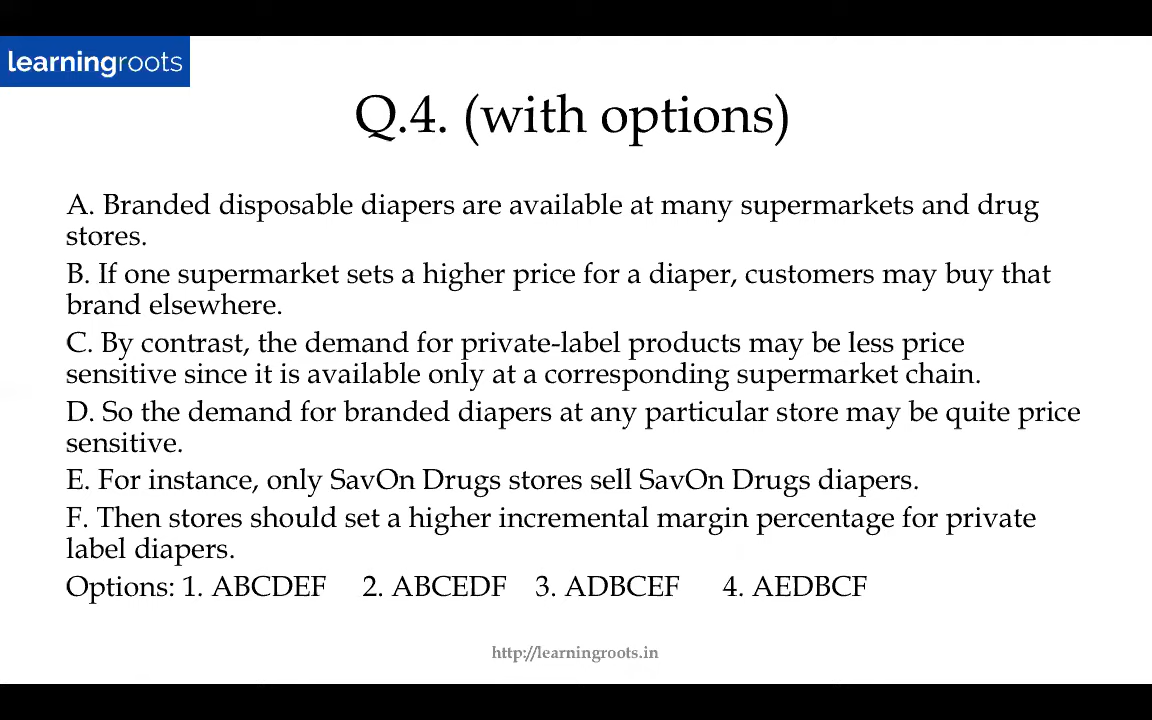 learningroots
Q.4. (with options)
A. Branded disposable diapers are available at many supermarkets and drug
stores.
B. If one supermarket sets a higher price for a diaper, customers may buy that
brand elsewhere.
C. By contrast, the demand for private-label products may be less price
sensitive since it is available only at a corresponding supermarket chain.
D. So the demand for branded diapers at any particular store may be quite price
sensitive.
E. For instance, only SavOn Drugs stores sell SavOn Drugs diapers.
F. Then stores should set a higher incremental margin percentage for private
label diapers.
Options: 1. ABCDEF 2. ABCEDF 3. ADBCEF 4. AEDBCF
http://learningroots.in